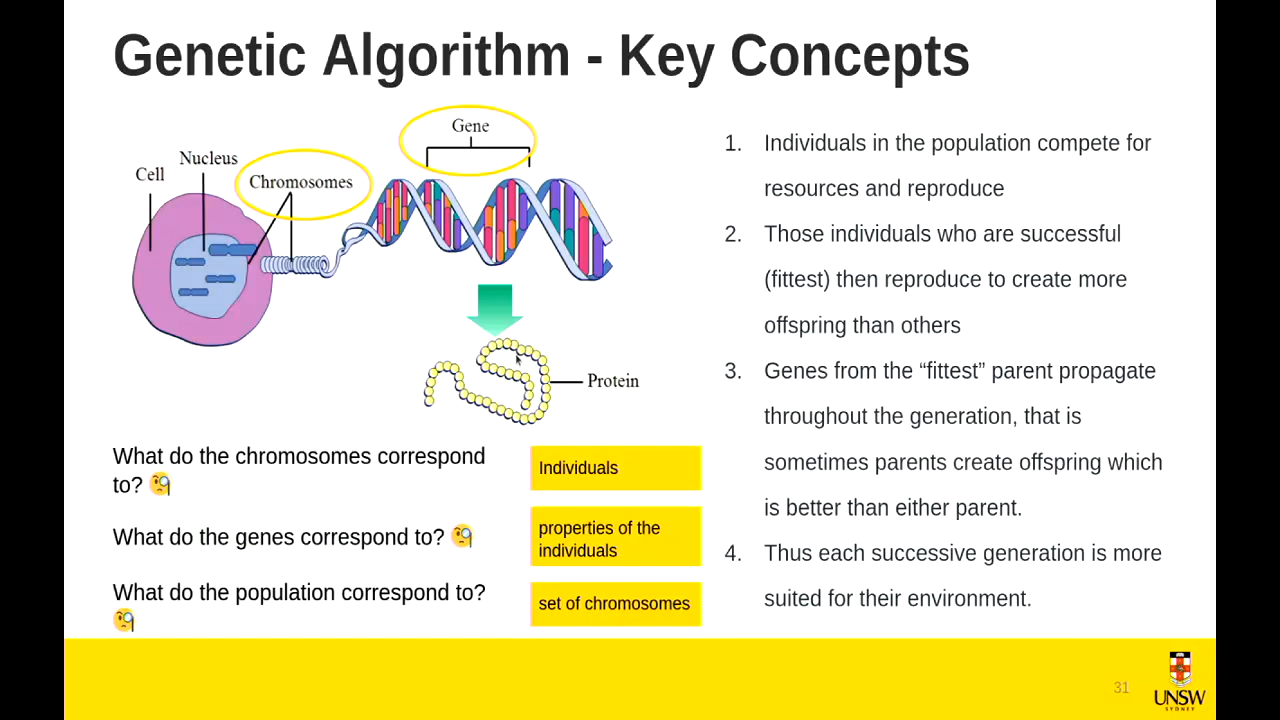 Genetic Algorithm - Key Concepts
Gene
Nucleus
Cell
Chromosomes
Protein
What do the chromosomes correspond
to? 🧐
Individuals
What do the genes correspond to? 🧐
properties of the
individuals
What do the population correspond to?
🧐
set of chromosomes
1. Individuals in the population compete for
resources and reproduce
2. Those individuals who are successful
(fittest) then reproduce to create more
offspring than others
3. Genes from the “fittest” parent propagate
throughout the generation, that is
sometimes parents create offspring which
is better than either parent.
4. Thus each successive generation is more
suited for their environment.
31
UNSW
SYDNEY